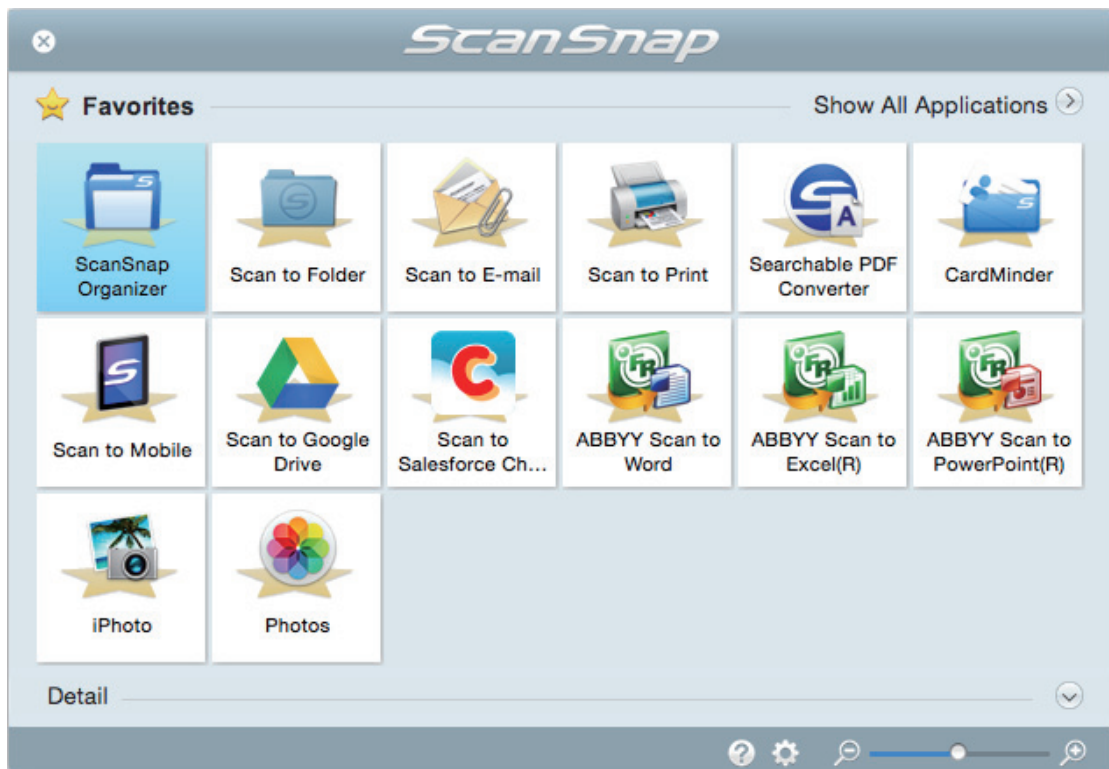 ScanSnap
Favorites
Show All Applications
ScanSnap
Organizer
Scan to Folder
Scan to E-mail
Scan to Print
Searchable PDF
Converter
CardMinder
Scan to Mobile
Scan to Google
Drive
Scan to
Salesforce Ch...
ABBYY Scan to
Word
ABBYY Scan to
Excel(R)
ABBYY Scan to
PowerPoint(R)
iPhoto
Photos
Detail